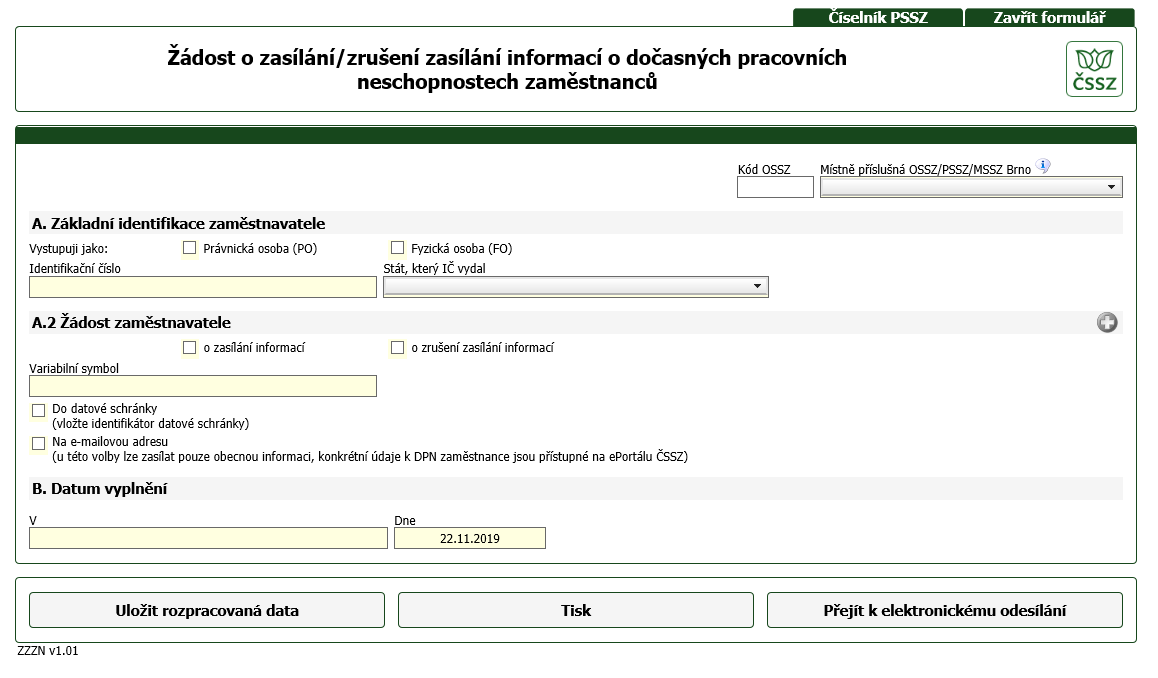 Číselník PSSZ
Zavřít formulář
Žádost o zasílání/zrušení zasílání informací o dočasných pracovních
neschopnostech zaměstnanců
ČSSZ
Kód OSSZ
Místně příslušná OSSZ/PSSZ/MSSZ Brno
A. Základní identifikace zaměstnavatele
Vystupuji jako:
Právnická osoba (PO)
Fyzická osoba (FO)
Identifikační číslo
Stát, který IČ vydal
A.2 Žádost zaměstnavatele
o zasílání informací
o zrušení zasílání informací
Variabilní symbol
Do datové schránky
(vložte identifikátor datové schránky)
Na e-mailovou adresu
(u této volby lze zasílat pouze obecnou informaci, konkrétní údaje k DPN zaměstnance jsou přístupné na ePortálu ČSSZ)
B. Datum vyplnění
V
Dne
22.11.2019
Uložit rozpracovaná data
Tisk
Přejít k elektronickému odesílání
ZZZN v1.01